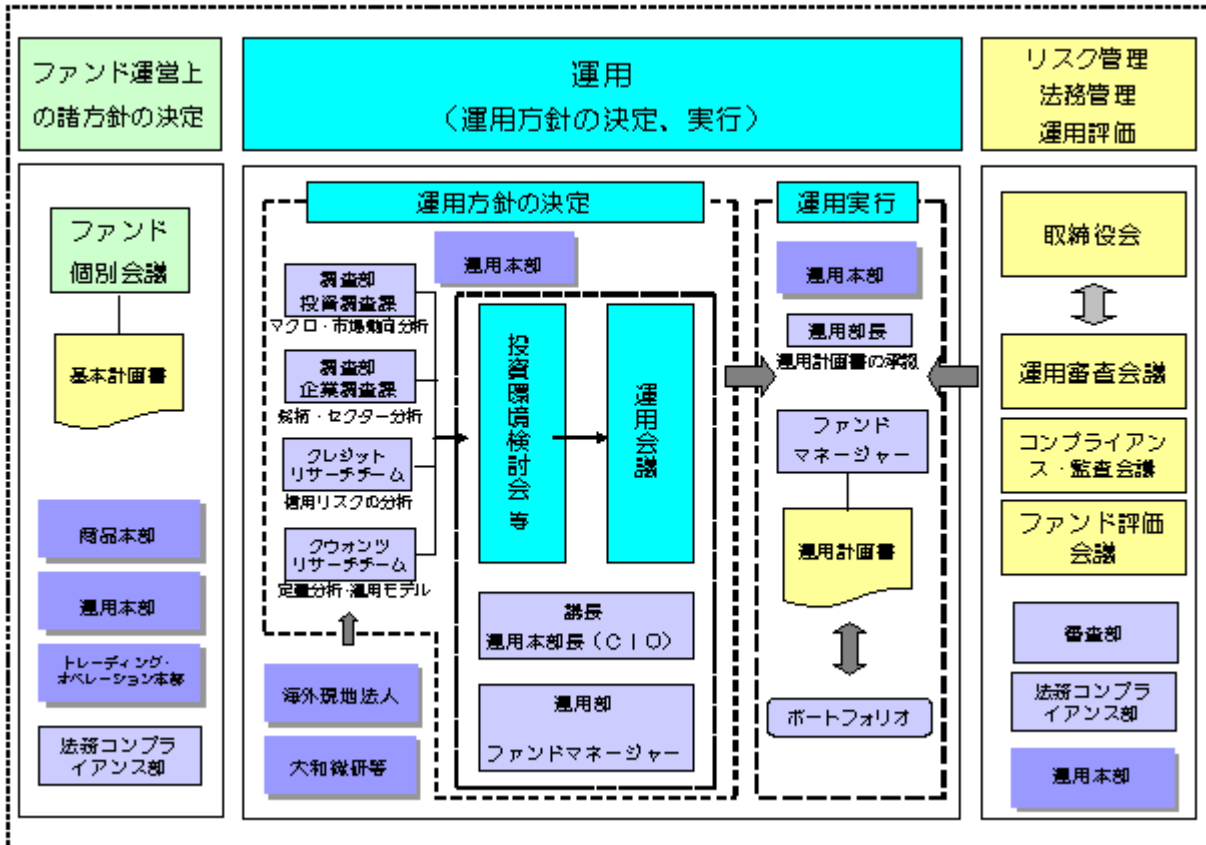 ファンド運営上
の諸方針の決定
運用
（運用方針の決定、実行）
リスク管理
法務管理
運用評価
ファンド
個別会議
基本計画書
商品本部
運用本部
トレーディング・
オペレーション本部
法務コンプラ
イアンス部
運用方針の決定
運用本部
調査部
投資調査課
マクロ・市場動向分析
調査部
企業調査課
銘柄・セクター分析
クレジット
リサーチチーム
信用リスクの分析
クウォンツ
リサーチチーム
定量分析・運用モデル
海外現地法人
大和総研等
投資環境検討会 等
運用会議
議長
運用本部長（ＣＩＯ）
運用部
ファンドマネージャー
運用実行
運用本部
運用部長
運用計画書の承認
ファンド
マネージャー
運用計画書
ポートフォリオ
取締役会
運用審査会議
コンプライアン
ス・監査会議
ファンド評価
会議
審査部
法務コンプラ
イアンス部
運用本部